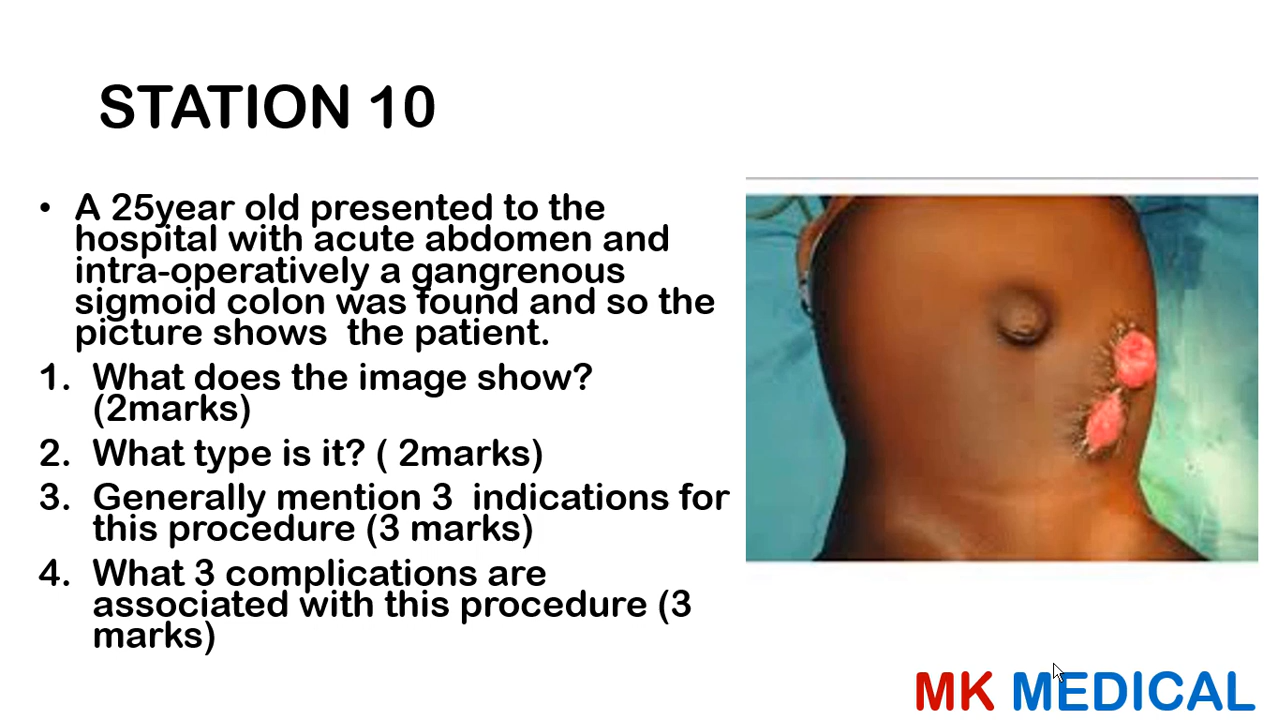 STATION 10
• A 25year old presented to the
hospital with acute abdomen and
intra-operatively a gangrenous
sigmoid colon was found and so the
picture shows the patient.
1. What does the image show?
(2marks)
2. What type is it? ( 2marks)
3. Generally mention 3 indications for
this procedure (3 marks)
4. What 3 complications are
associated with this procedure (3
marks)
MK MEDICAL